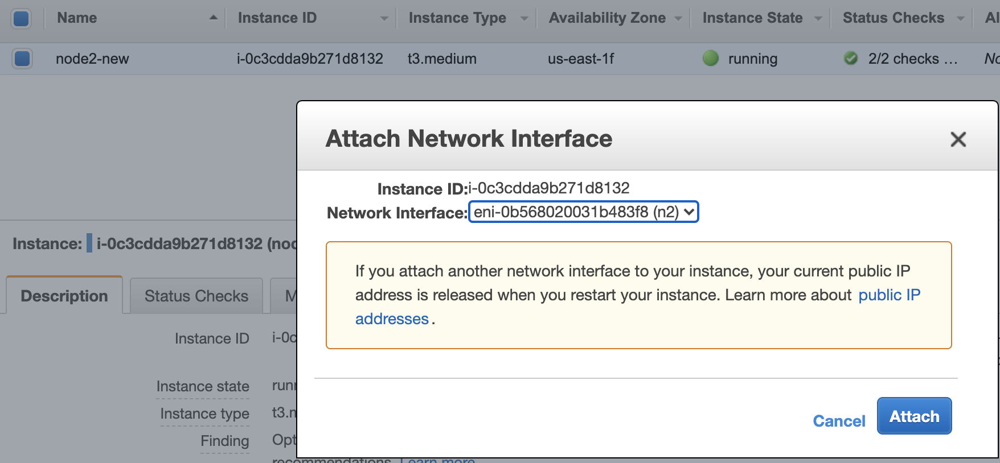 Name Instance ID Instance Type Availability Zone Instance State Status Checks Al
node2-new i-0c3cdda9b271d8132 t3.medium us-east-1f running 2/2 checks … No
Attach Network Interface
Instance ID: i-0c3cdda9b271d8132
Network Interface: eni-0b568020031b483f8 (n2)
If you attach another network interface to your instance, your current public IP
address is released when you restart your instance. Learn more about public IP
addresses.
Cancel Attach
Instance: i-0c3cdda9b271d8132 (noc
Description Status Checks M
Instance ID i-0c
Instance state runn
Instance type t3.n
Finding Opt
recommendations. Learn more